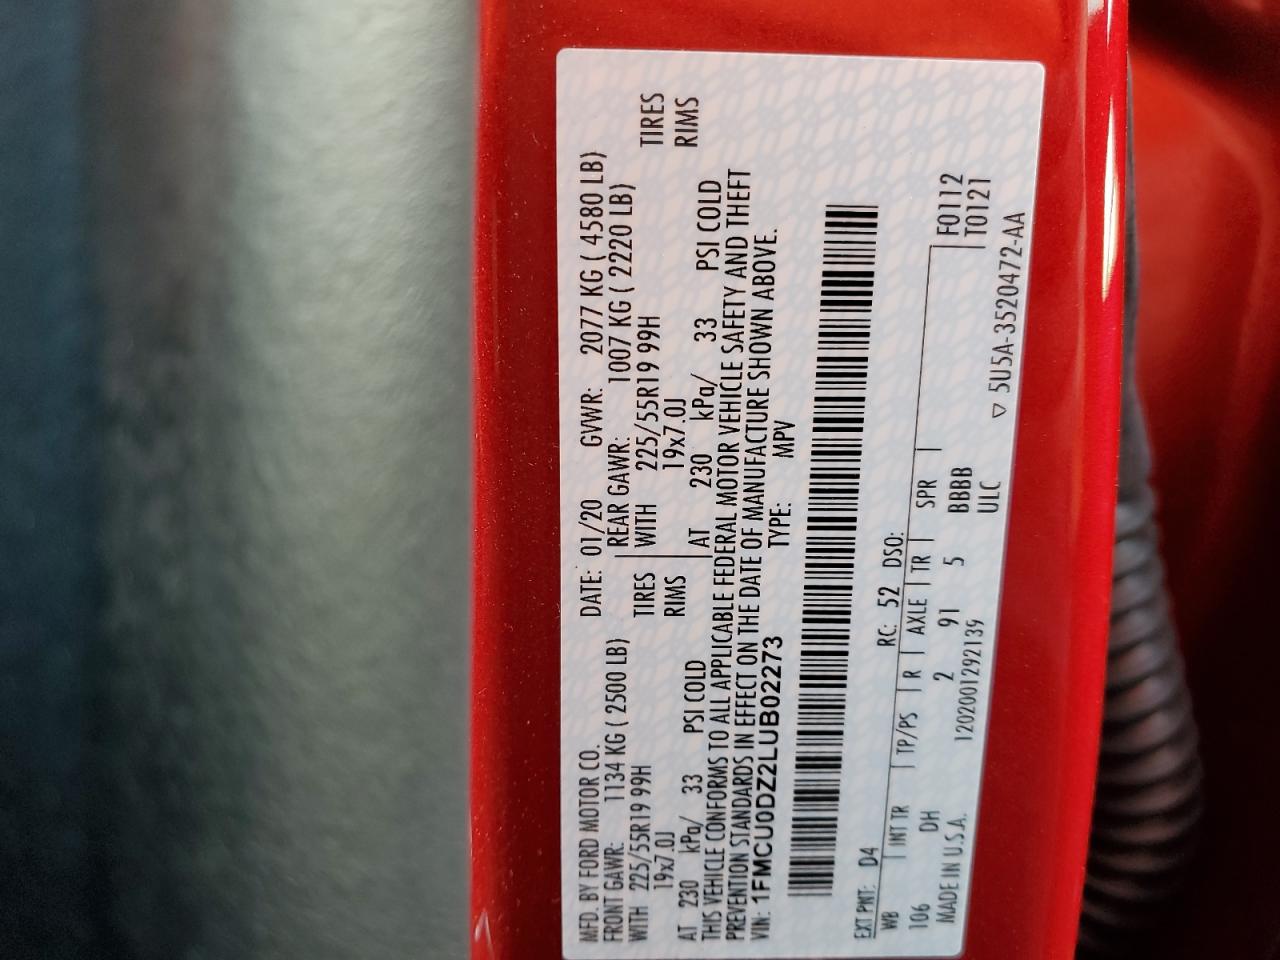 MFD. BY FORD MOTOR CO.
DATE: 01/20 GVWR: 2077 KG ( 4580 LB)
FRONT GAWR: 1134 KG ( 2500 LB) REAR GAWR: 1007 KG ( 2220 LB)
WITH 225/55R19 99H TIRES WITH 225/55R19 99H TIRES
19x7.0J RIMS 19x7.0J RIMS
AT 230 kPa/ 33 PSI COLD AT 230 kPa/ 33 PSI COLD
THIS VEHICLE CONFORMS TO ALL APPLICABLE FEDERAL MOTOR VEHICLE SAFETY AND THEFT
PREVENTION STANDARDS IN EFFECT ON THE DATE OF MANUFACTURE SHOWN ABOVE.
VIN: 1FMCU0DZ2LUB02273 TYPE: MPV
EXT PNT: D4 RC: 52 DSO:
WB INT TR TP/PS R AXLE TR SPR F0112
106 DH 2 91 5 BBBB T0121
MADE IN U.S.A. 1202001292139 ULC ▽ 5U5A-3520472-AA